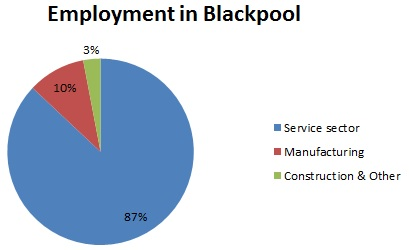 Employment in Blackpool
3%
10%
87%
Service sector
Manufacturing
Construction & Other